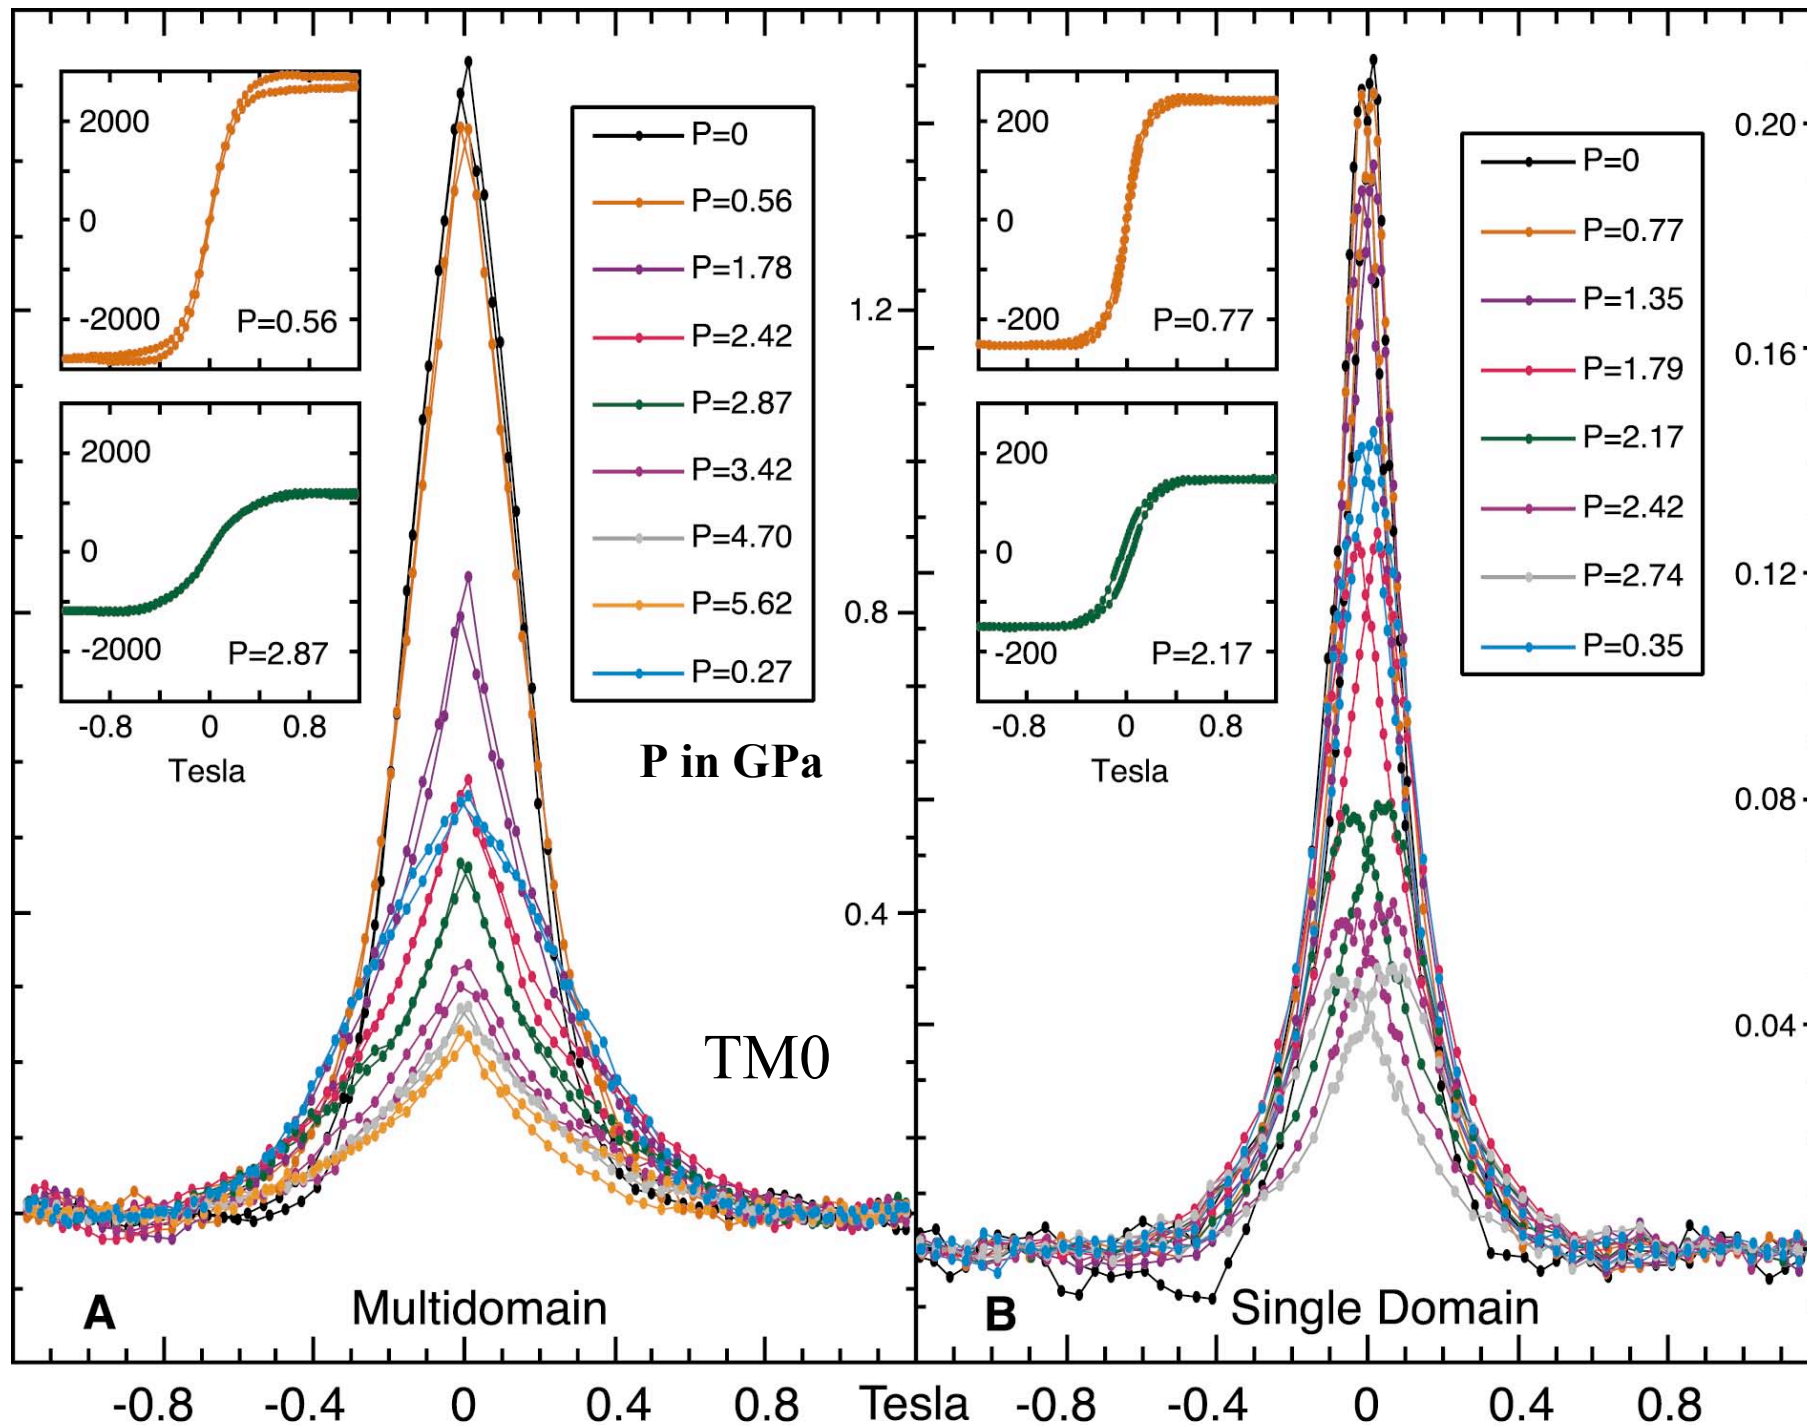 2000
0
-2000
P=0.56
2000
0
-2000
P=2.87
-0.8 0 0.8
Tesla
P=0
P=0.56
P=1.78
P=2.42
P=2.87
P=3.42
P=4.70
P=5.62
P=0.27
P in GPa
TM0
1.2
0.8
0.4
A
Multidomain
-0.8 -0.4 0 0.4 0.8
Tesla
200
0
-200
P=0.77
200
0
-200
P=2.17
-0.8 0 0.8
Tesla
P=0
P=0.77
P=1.35
P=1.79
P=2.17
P=2.42
P=2.74
P=0.35
0.20
0.16
0.12
0.08
0.04
B
Single Domain
-0.8 -0.4 0 0.4 0.8